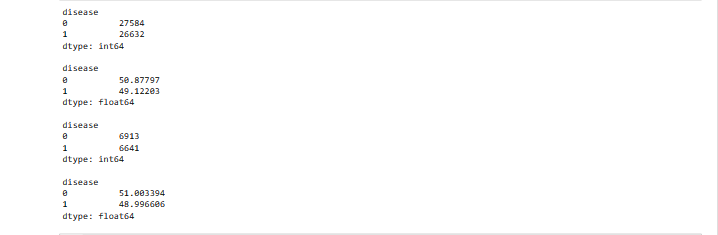 disease
0 27584
1 26632
dtype: int64
disease
0 50.87797
1 49.12203
dtype: float64
disease
0 6913
1 6641
dtype: int64
disease
0 51.003394
1 48.996606
dtype: float64